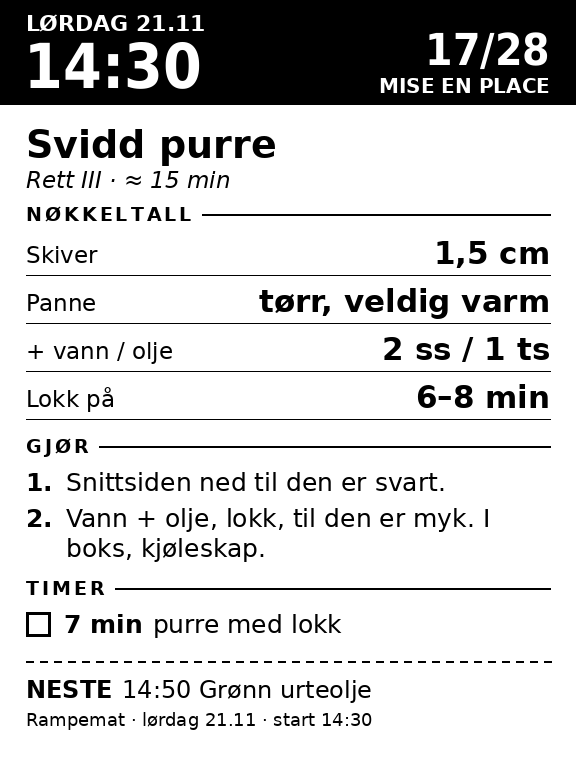 LØRDAG 21.11
14:30
17/28
MISE EN PLACE
Svidd purre
Rett III · ≈ 15 min
NØKKELTALL
Skiver 1,5 cm
Panne tørr, veldig varm
+ vann / olje 2 ss / 1 ts
Lokk på 6–8 min
GJØR
1. Snittsiden ned til den er svart.
2. Vann + olje, lokk, til den er myk. I
boks, kjøleskap.
TIMER
7 min purre med lokk
NESTE 14:50 Grønn urteolje
Rampemat · lørdag 21.11 · start 14:30